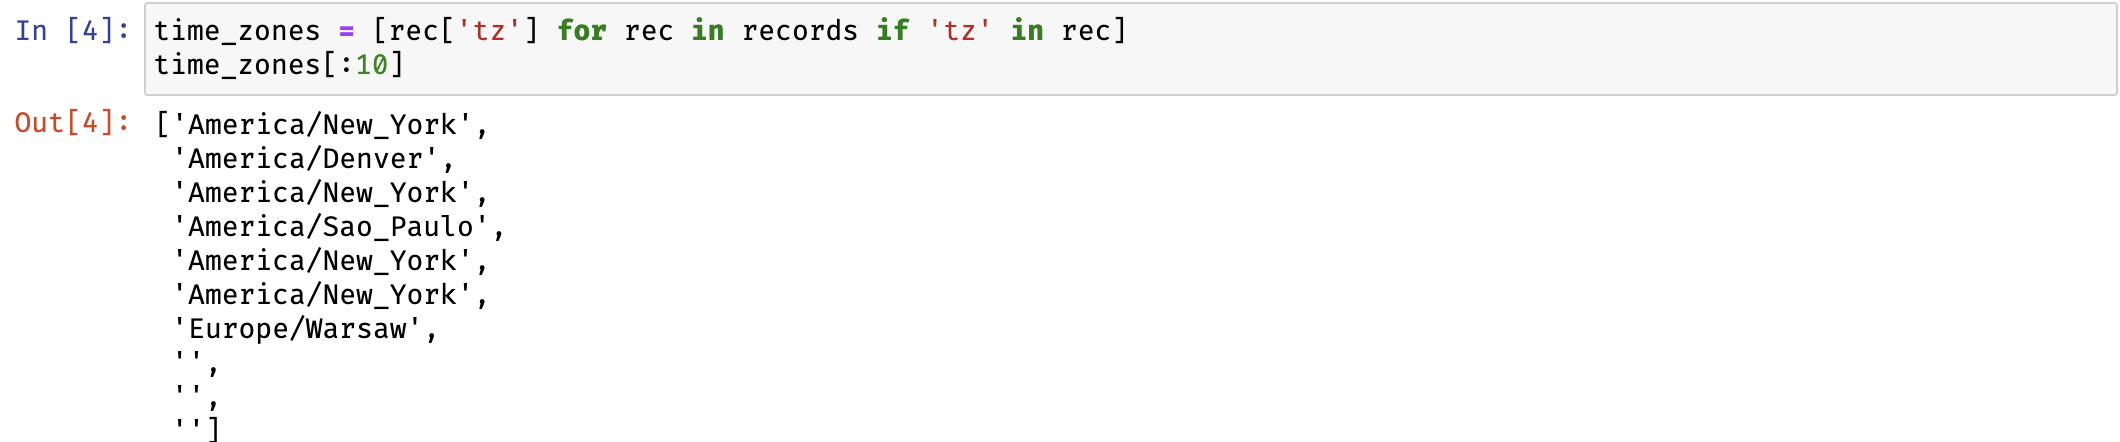 In [4]: time_zones = [rec['tz'] for rec in records if 'tz' in rec]
time_zones[:10]
Out[4]: ['America/New_York',
'America/Denver',
'America/New_York',
'America/Sao_Paulo',
'America/New_York',
'America/New_York',
'Europe/Warsaw',
'',
'',
'']